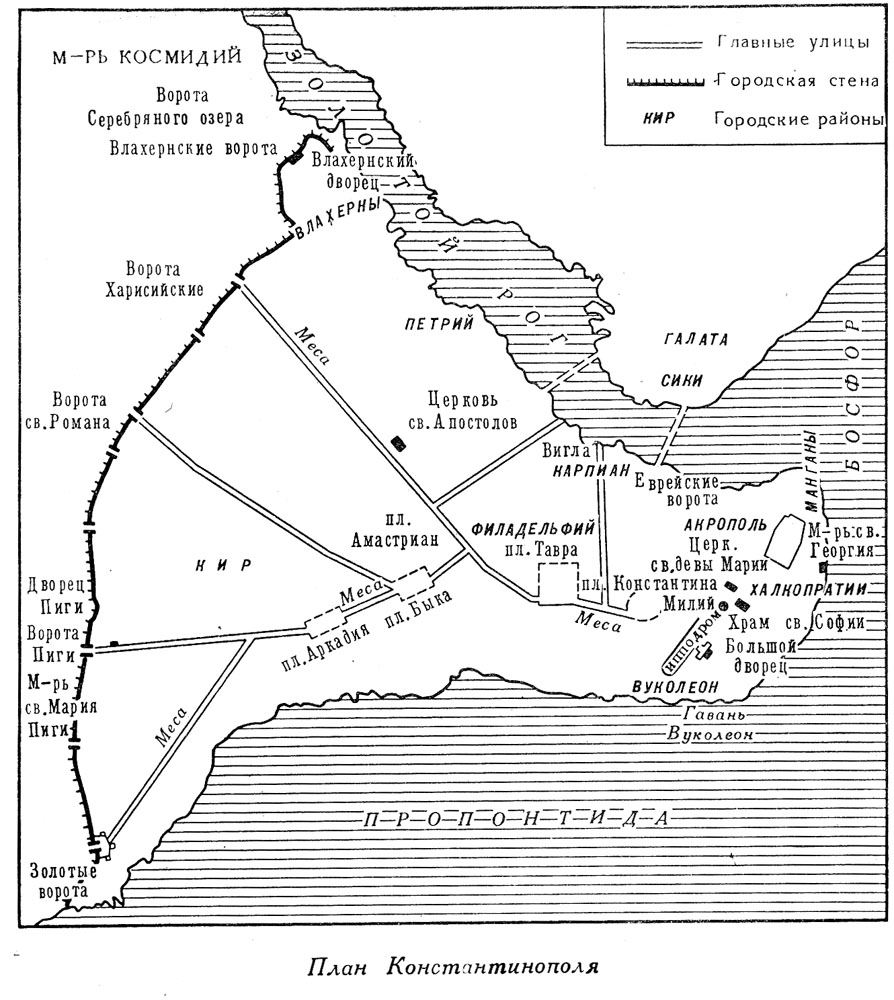 М-РЬ КОСМИДИЙ
Главные улицы
Городская стена
КИР
Городские районы
Ворота
Серебряного озера
Влахернские ворота
Влахернский
дворец
ВЛАХЕРНЫ
ЗОЛОТОЙ РОГ
Ворота
Харисийские
Меса
ПЕТРИЙ
ГАЛАТА
СИКИ
БОСФОР
Ворота
св.Романа
Церковь
св.Апостолов
Вигла
КАРПИАН
Еврейские
ворота
МАНГАНЫ
пл.
Амастриан
ФИЛАДЕЛЬФИЙ
пл. Тавра
АКРОПОЛЬ
Церк.
св.девы Марии
М-рь св.
Георгия
КИР
Дворец
Пиги
Ворота
Пиги
М-рь
св.Мария
Пиги
Меса
пл. Быка
пл. Аркадия
пл. Константина
Меса
Милий
ХАЛКОПРАТИИ
Храм св. Софии
ИППОДРОМ
Большой
дворец
ВУКОЛЕОН
Гавань
Вуколеон
Меса
ПРОПОНТИДА
Золотые
ворота
План Константинополя